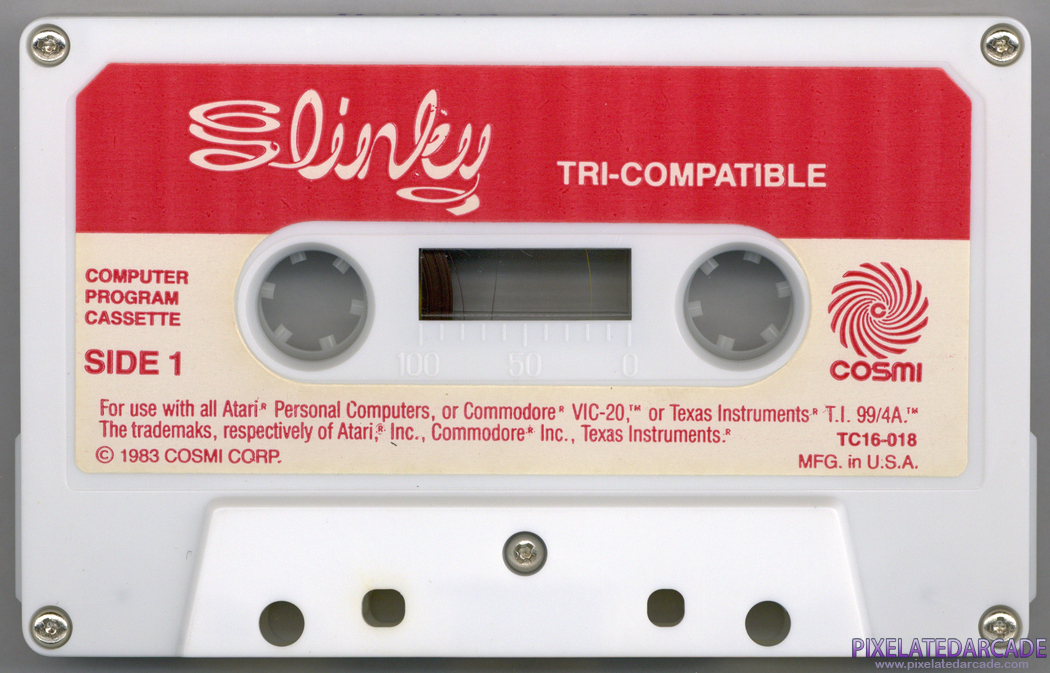 Slinky
TRI-COMPATIBLE
COMPUTER
PROGRAM
CASSETTE
SIDE 1
C
COSMI
100 50 0
For use with all Atari® Personal Computers, or Commodore® VIC-20,™ or Texas Instruments® T.I. 99/4A.™
The trademaks, respectively of Atari,® Inc., Commodore® Inc., Texas Instruments.®
TC16-018
© 1983 COSMI CORP.
MFG. in U.S.A.
PIXELATEDARCADE
www.pixelatedarcade.com